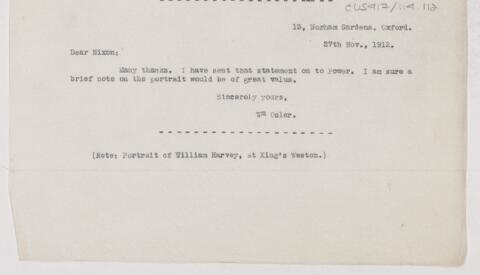 CUS417/114.112
13, Norham Gardens, Oxford.
27th Nov., 1912.
Dear Nixon:
Many thanks. I have sent that statement on to Power. I am sure a
brief note on the portrait would be of great value.
Sincerely yours,
Wm Osler.
(Note: Portrait of William Harvey, at King's Weston.)